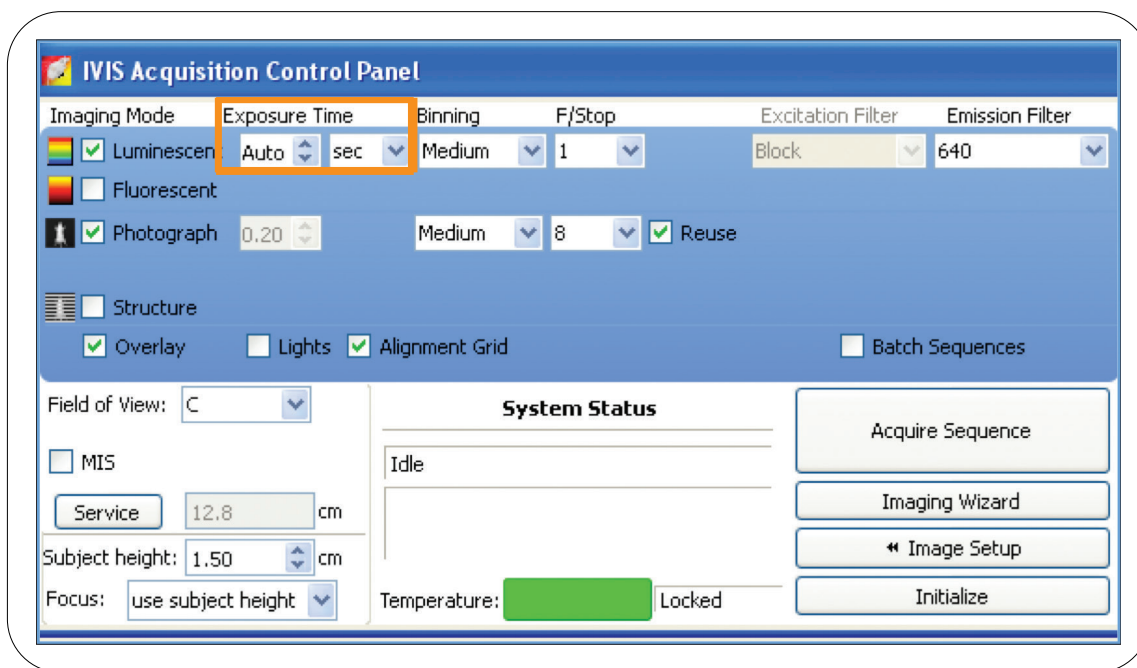 IVIS Acquisition Control Panel
Imaging Mode Exposure Time Binning F/Stop Excitation Filter Emission Filter
Luminescen Auto sec Medium 1 Block 640
Fluorescent
Photograph 0.20 Medium 8 Reuse
Structure
Overlay Lights Alignment Grid Batch Sequences
Field of View: C
System Status
Acquire Sequence
MIS
Idle
Service 12.8 cm
Imaging Wizard
Subject height: 1.50 cm
Image Setup
Focus: use subject height
Temperature: Locked
Initialize